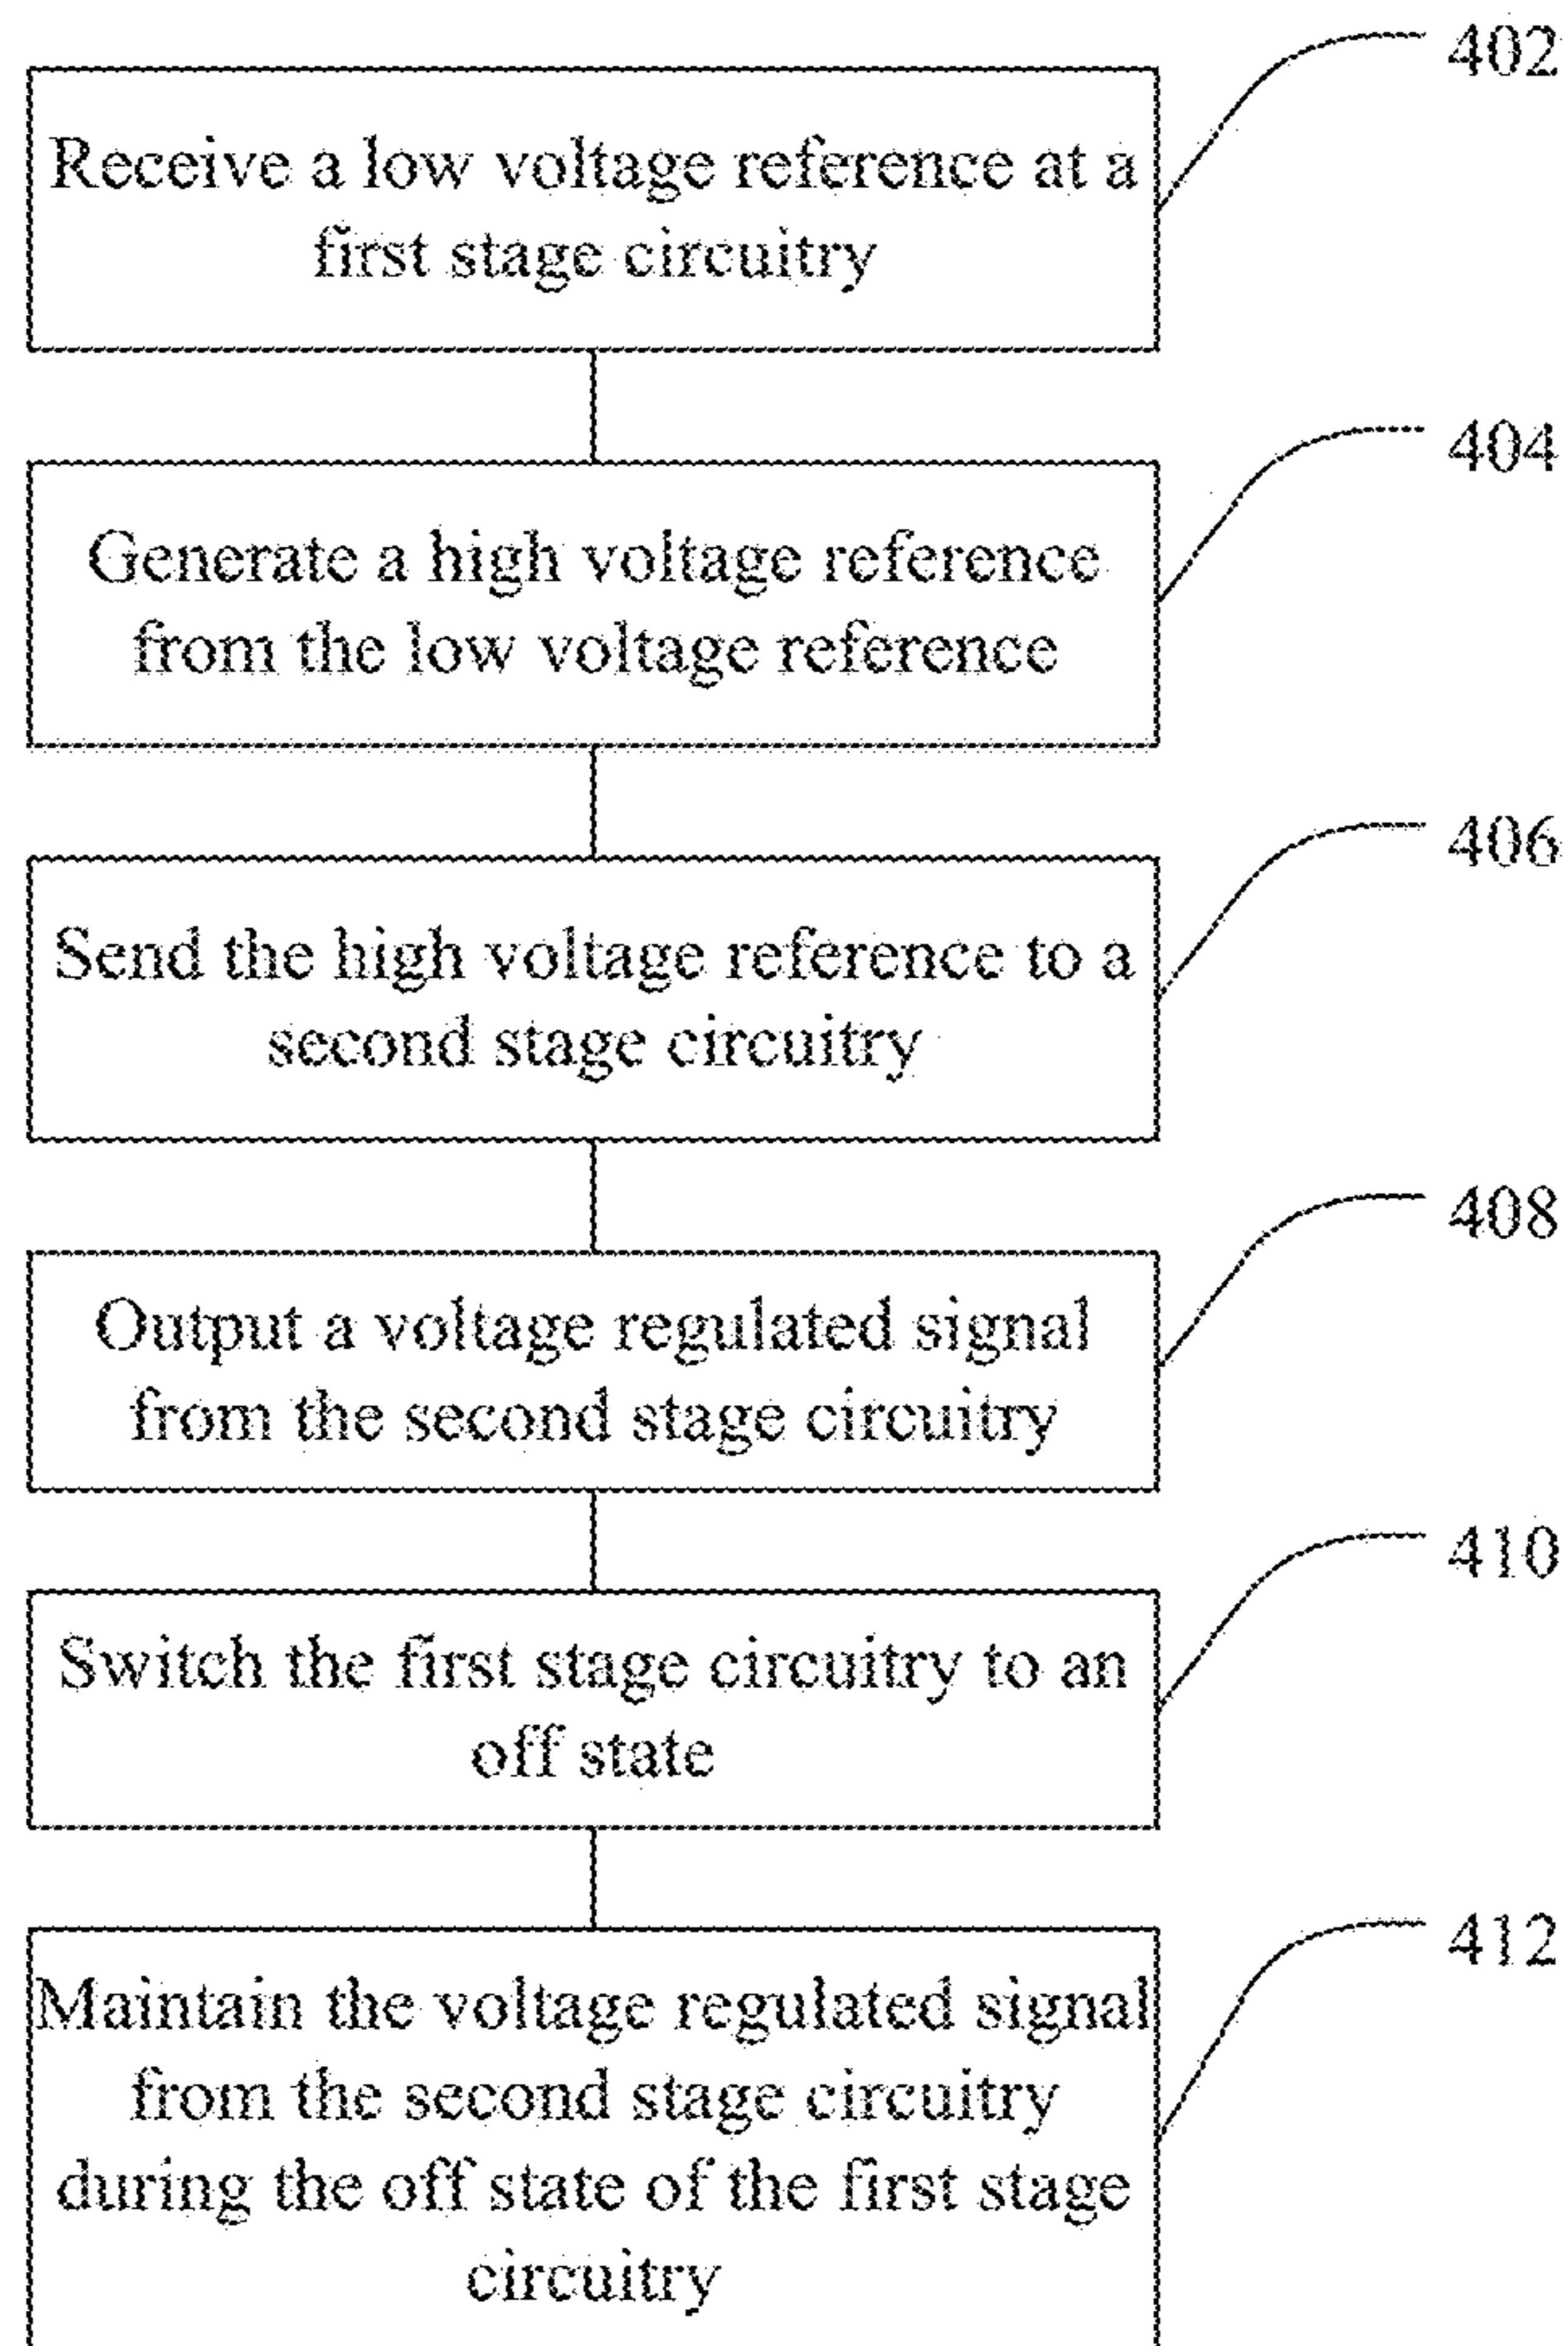 402
Receive a low voltage reference at a
first stage circuitry
404
Generate a high voltage reference
from the low voltage reference
406
Send the high voltage reference to a
second stage circuitry
408
Output a voltage regulated signal
from the second stage circuitry
410
Switch the first stage circuitry to an
off state
412
Maintain the voltage regulated signal
from the second stage circuitry
during the off state of the first stage
circuitry